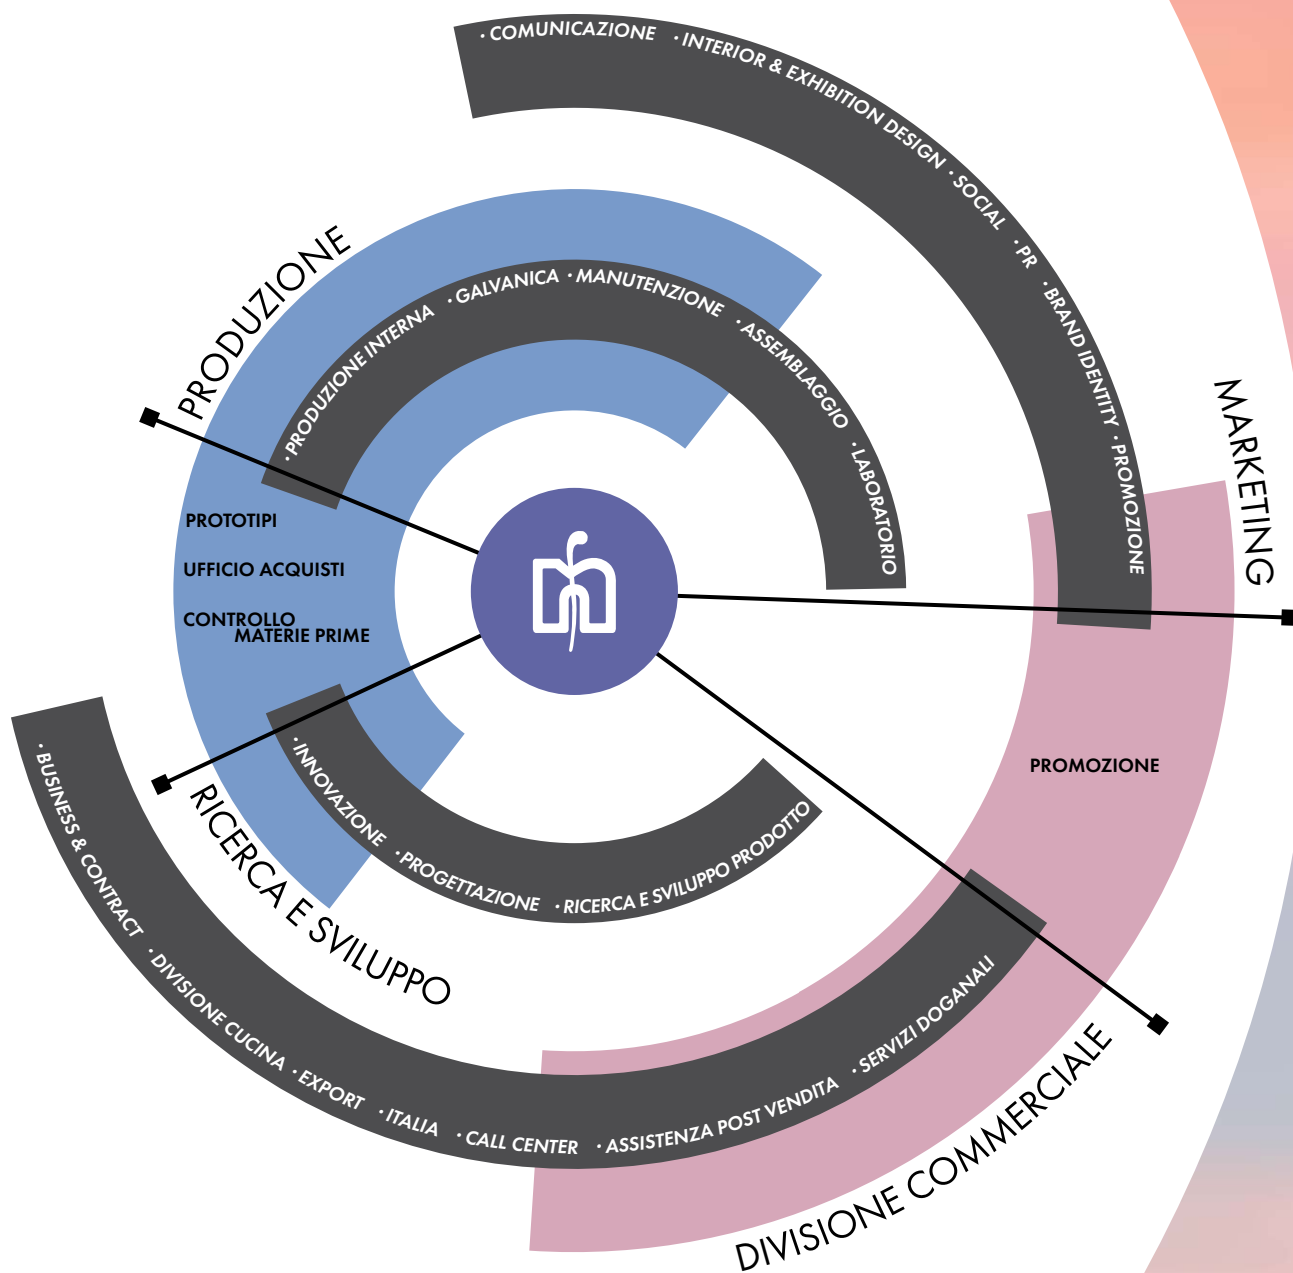 · COMUNICAZIONE · INTERIOR & EXHIBITION DESIGN · SOCIAL · PR · BRAND IDENTITY · PROMOZIONE
MARKETING
PRODUZIONE
· PRODUZIONE INTERNA · GALVANICA · MANUTENZIONE · ASSEMBLAGGIO · LABORATORIO
PROTOTIPI
UFFICIO ACQUISTI
CONTROLLO
MATERIE PRIME
PROMOZIONE
RICERCA E SVILUPPO
· INNOVAZIONE · PROGETTAZIONE · RICERCA E SVILUPPO PRODOTTO
· BUSINESS & CONTRACT · DIVISIONE CUCINA · EXPORT · ITALIA · CALL CENTER · ASSISTENZA POST VENDITA · SERVIZI DOGANALI
DIVISIONE COMMERCIALE